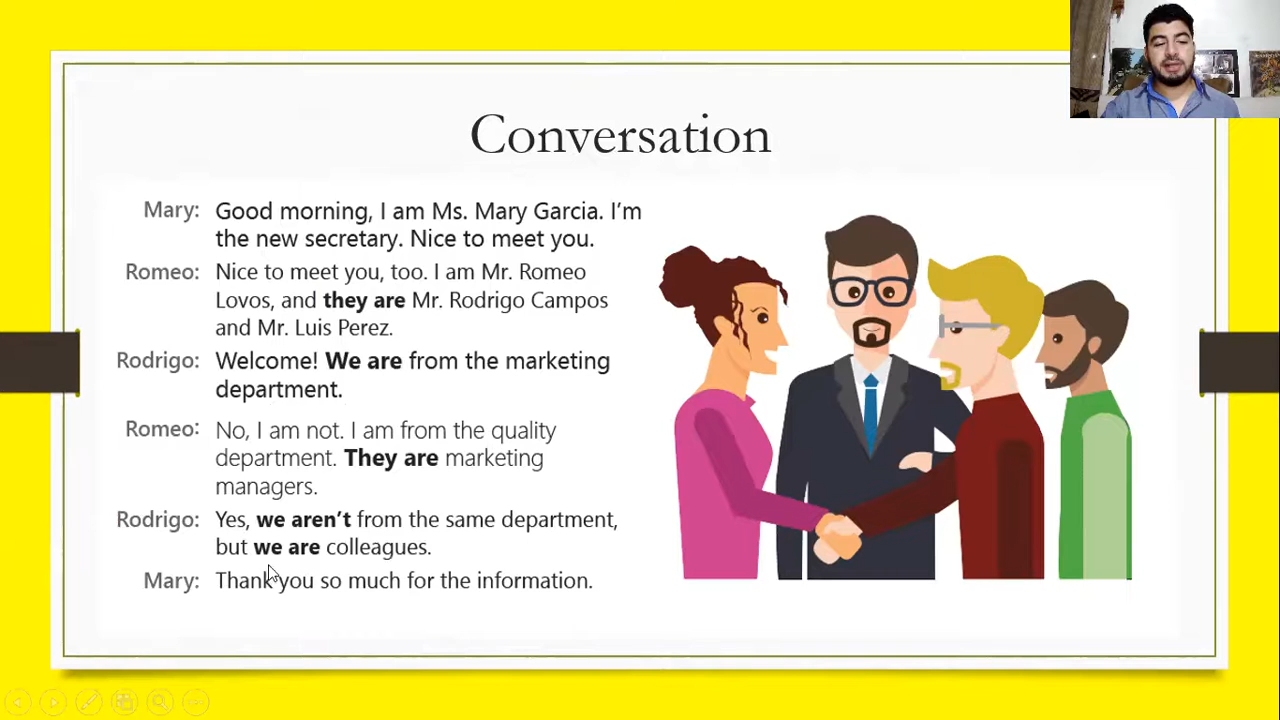 Conversation
Mary: Good morning, I am Ms. Mary Garcia. I'm
the new secretary. Nice to meet you.
Romeo: Nice to meet you, too. I am Mr. Romeo
Lovos, and they are Mr. Rodrigo Campos
and Mr. Luis Perez.
Rodrigo: Welcome! We are from the marketing
department.
Romeo: No, I am not. I am from the quality
department. They are marketing
managers.
Rodrigo: Yes, we aren't from the same department,
but we are colleagues.
Mary: Thank you so much for the information.